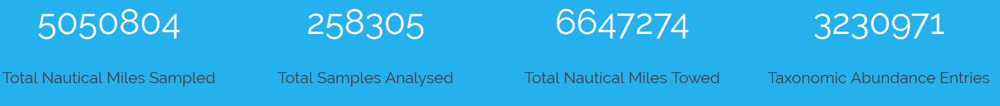 5050804 258305 6647274 3230971
Total Nautical Miles Sampled Total Samples Analysed Total Nautical Miles Towed Taxonomic Abundance Entries